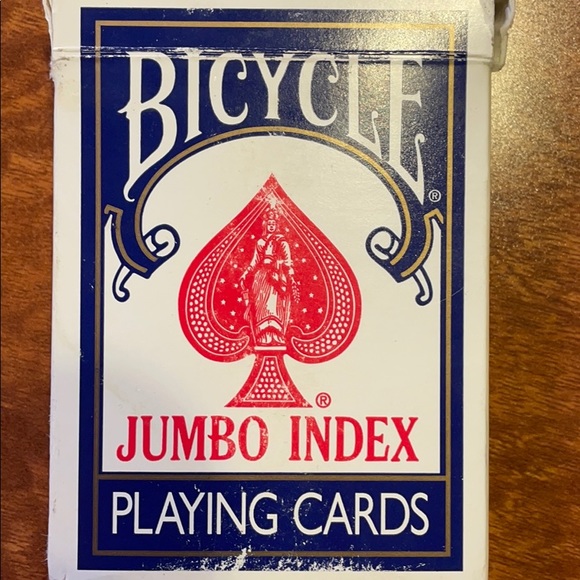 BICYCLE®
®
JUMBO INDEX
PLAYING CARDS